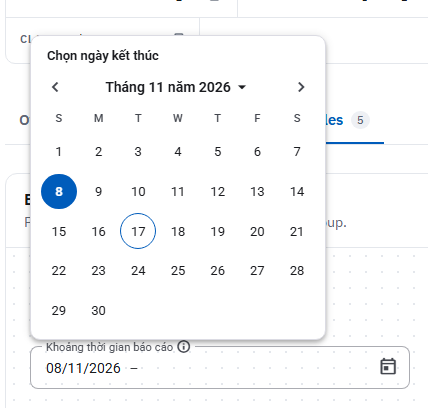 Chọn ngày kết thúc
Tháng 11 năm 2026
S M T W T F S
1 2 3 4 5 6 7
8 9 10 11 12 13 14
15 16 17 18 19 20 21
22 23 24 25 26 27 28
29 30
les 5
oup.
Khoảng thời gian báo cáo
08/11/2026 –